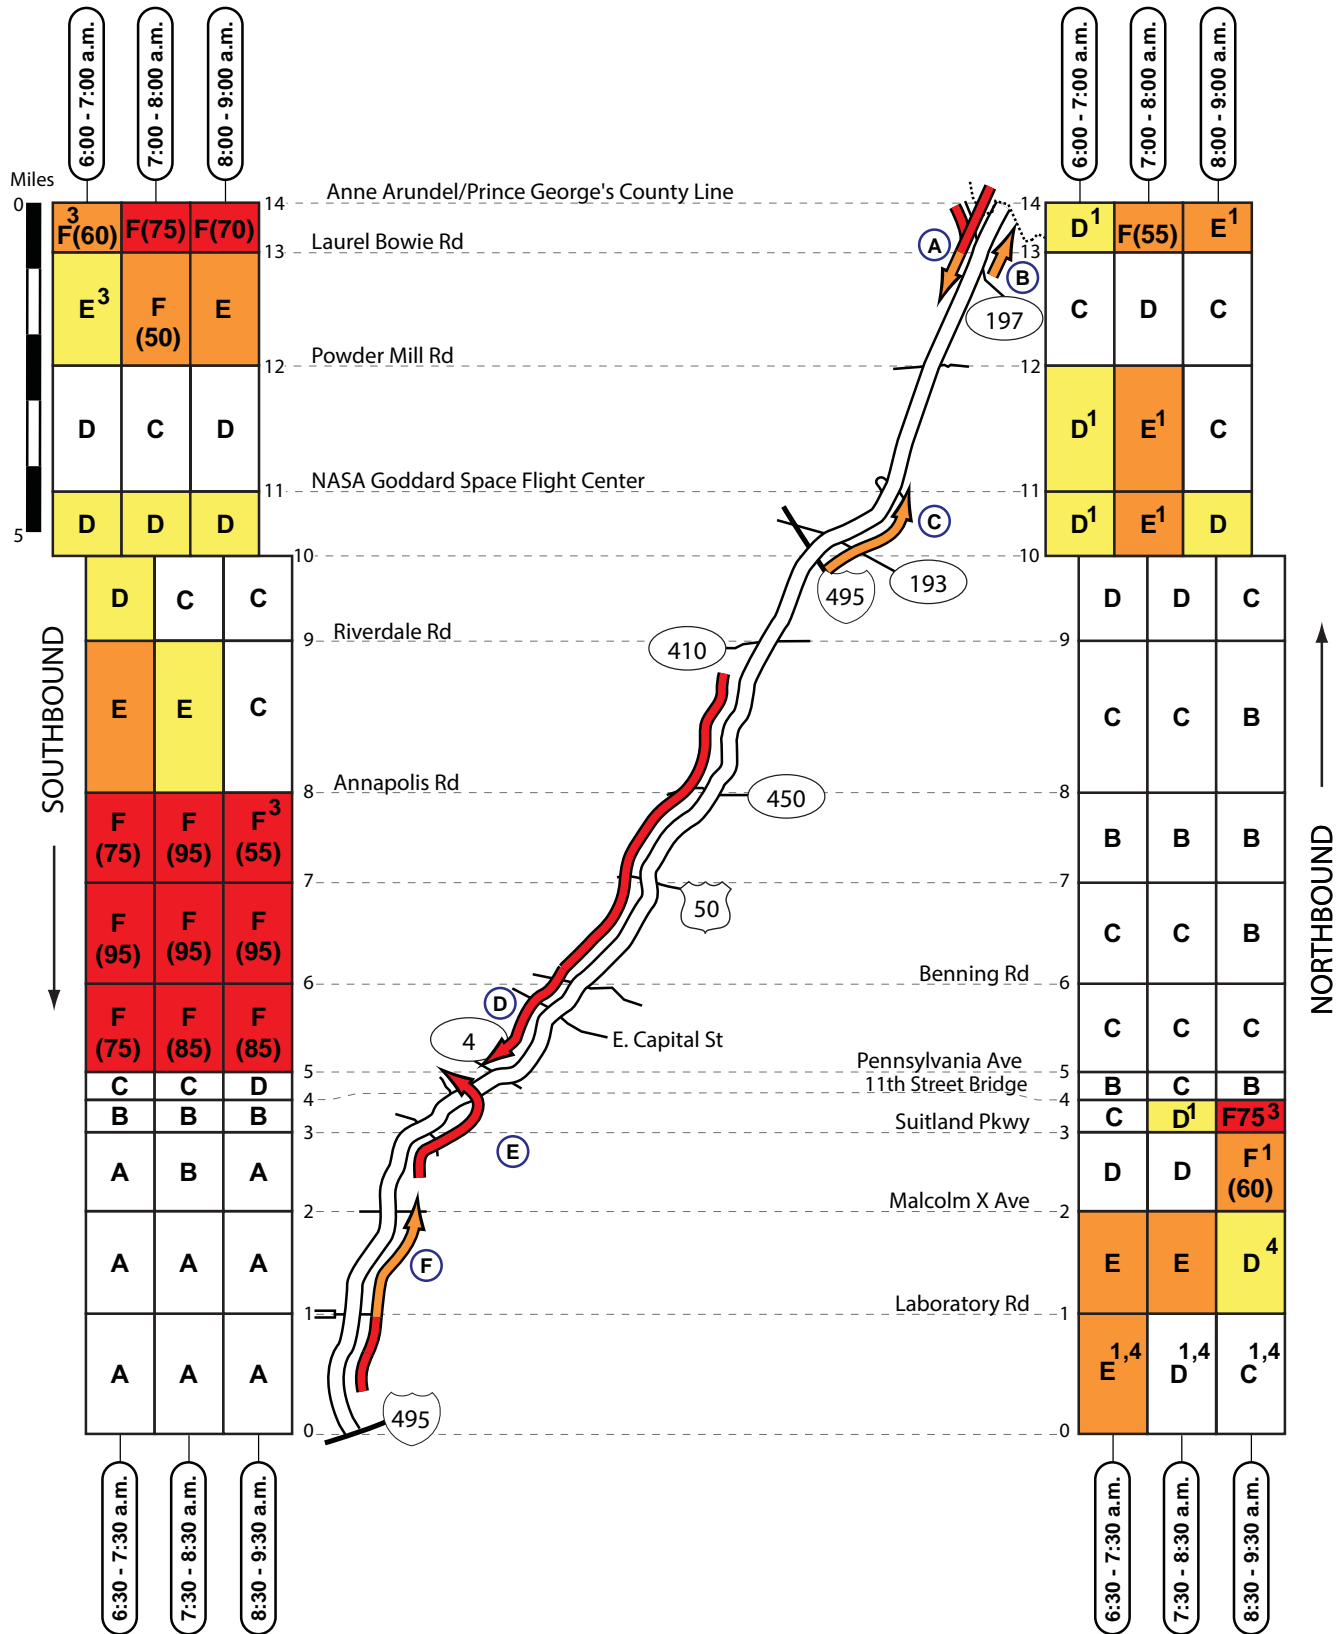 6:00 - 7:00 a.m.
7:00 - 8:00 a.m.
8:00 - 9:00 a.m.
6:00 - 7:00 a.m.
7:00 - 8:00 a.m.
8:00 - 9:00 a.m.
Miles
0
5
3 F(60) F(75) F(70)
14 Anne Arundel/Prince George's County Line 14
D1 F(55) E1
13 Laurel Bowie Rd 13
A
B
E3 F (50) E
C D C
197
12 Powder Mill Rd 12
D C D
D1 E1 C
11 NASA Goddard Space Flight Center 11
D D D
C
D1 E1 D
10 10
193
495
D C C
D D C
9 Riverdale Rd 9
410
SOUTHBOUND
E E C
C C B
8 Annapolis Rd 8
450
F (75) F (95) F3 (55)
B B B
7 7
50
F (95) F (95) F (95)
C C B
NORTHBOUND
6 Benning Rd 6
D
F (75) F (85) F (85)
C C C
4
E. Capital St
5 Pennsylvania Ave 5
C C D
11th Street Bridge
B C B
4 4
B B B
Suitland Pkwy
C D1 F75 3
3 3
E
A B A
D D F1 (60)
2 Malcolm X Ave 2
F
A A A
E E D4
1 Laboratory Rd 1
A A A
E1,4 D1,4 C1,4
495
0 0
6:30 - 7:30 a.m.
7:30 - 8:30 a.m.
8:30 - 9:30 a.m.
6:30 - 7:30 a.m.
7:30 - 8:30 a.m.
8:30 - 9:30 a.m.